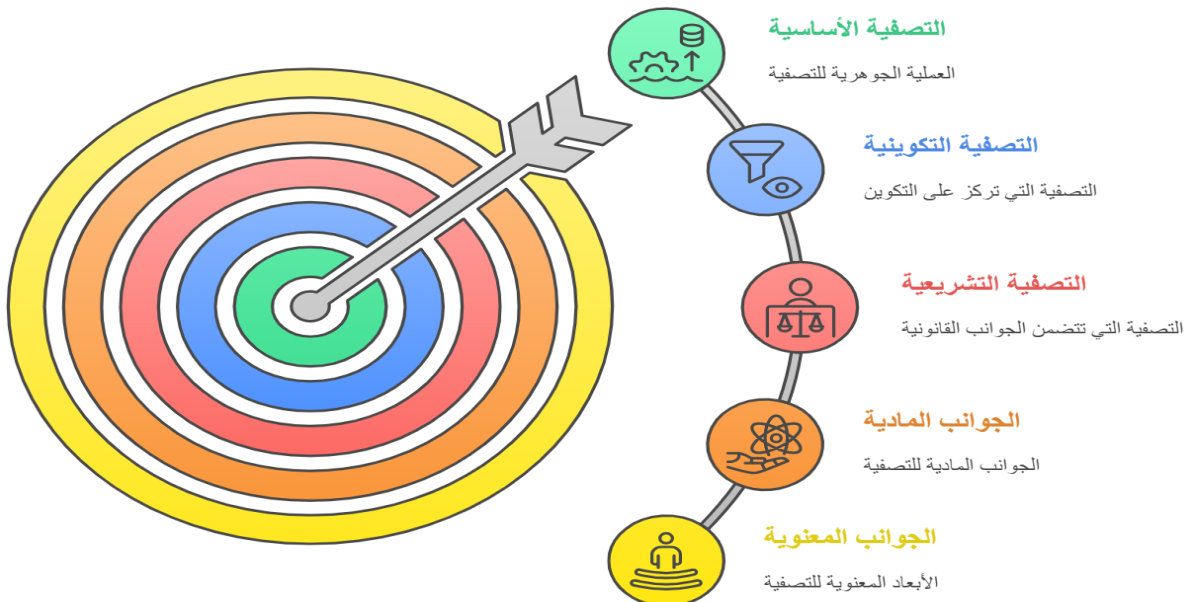 التصفية الأساسية
العملية الجوهرية للتصفية
التصفية التكوينية
التصفية التي تركز على التكوين
التصفية التشريعية
التصفية التي تتضمن الجوانب القانونية
الجوانب المادية
الجوانب المادية للتصفية
الجوانب المعنوية
الأبعاد المعنوية للتصفية